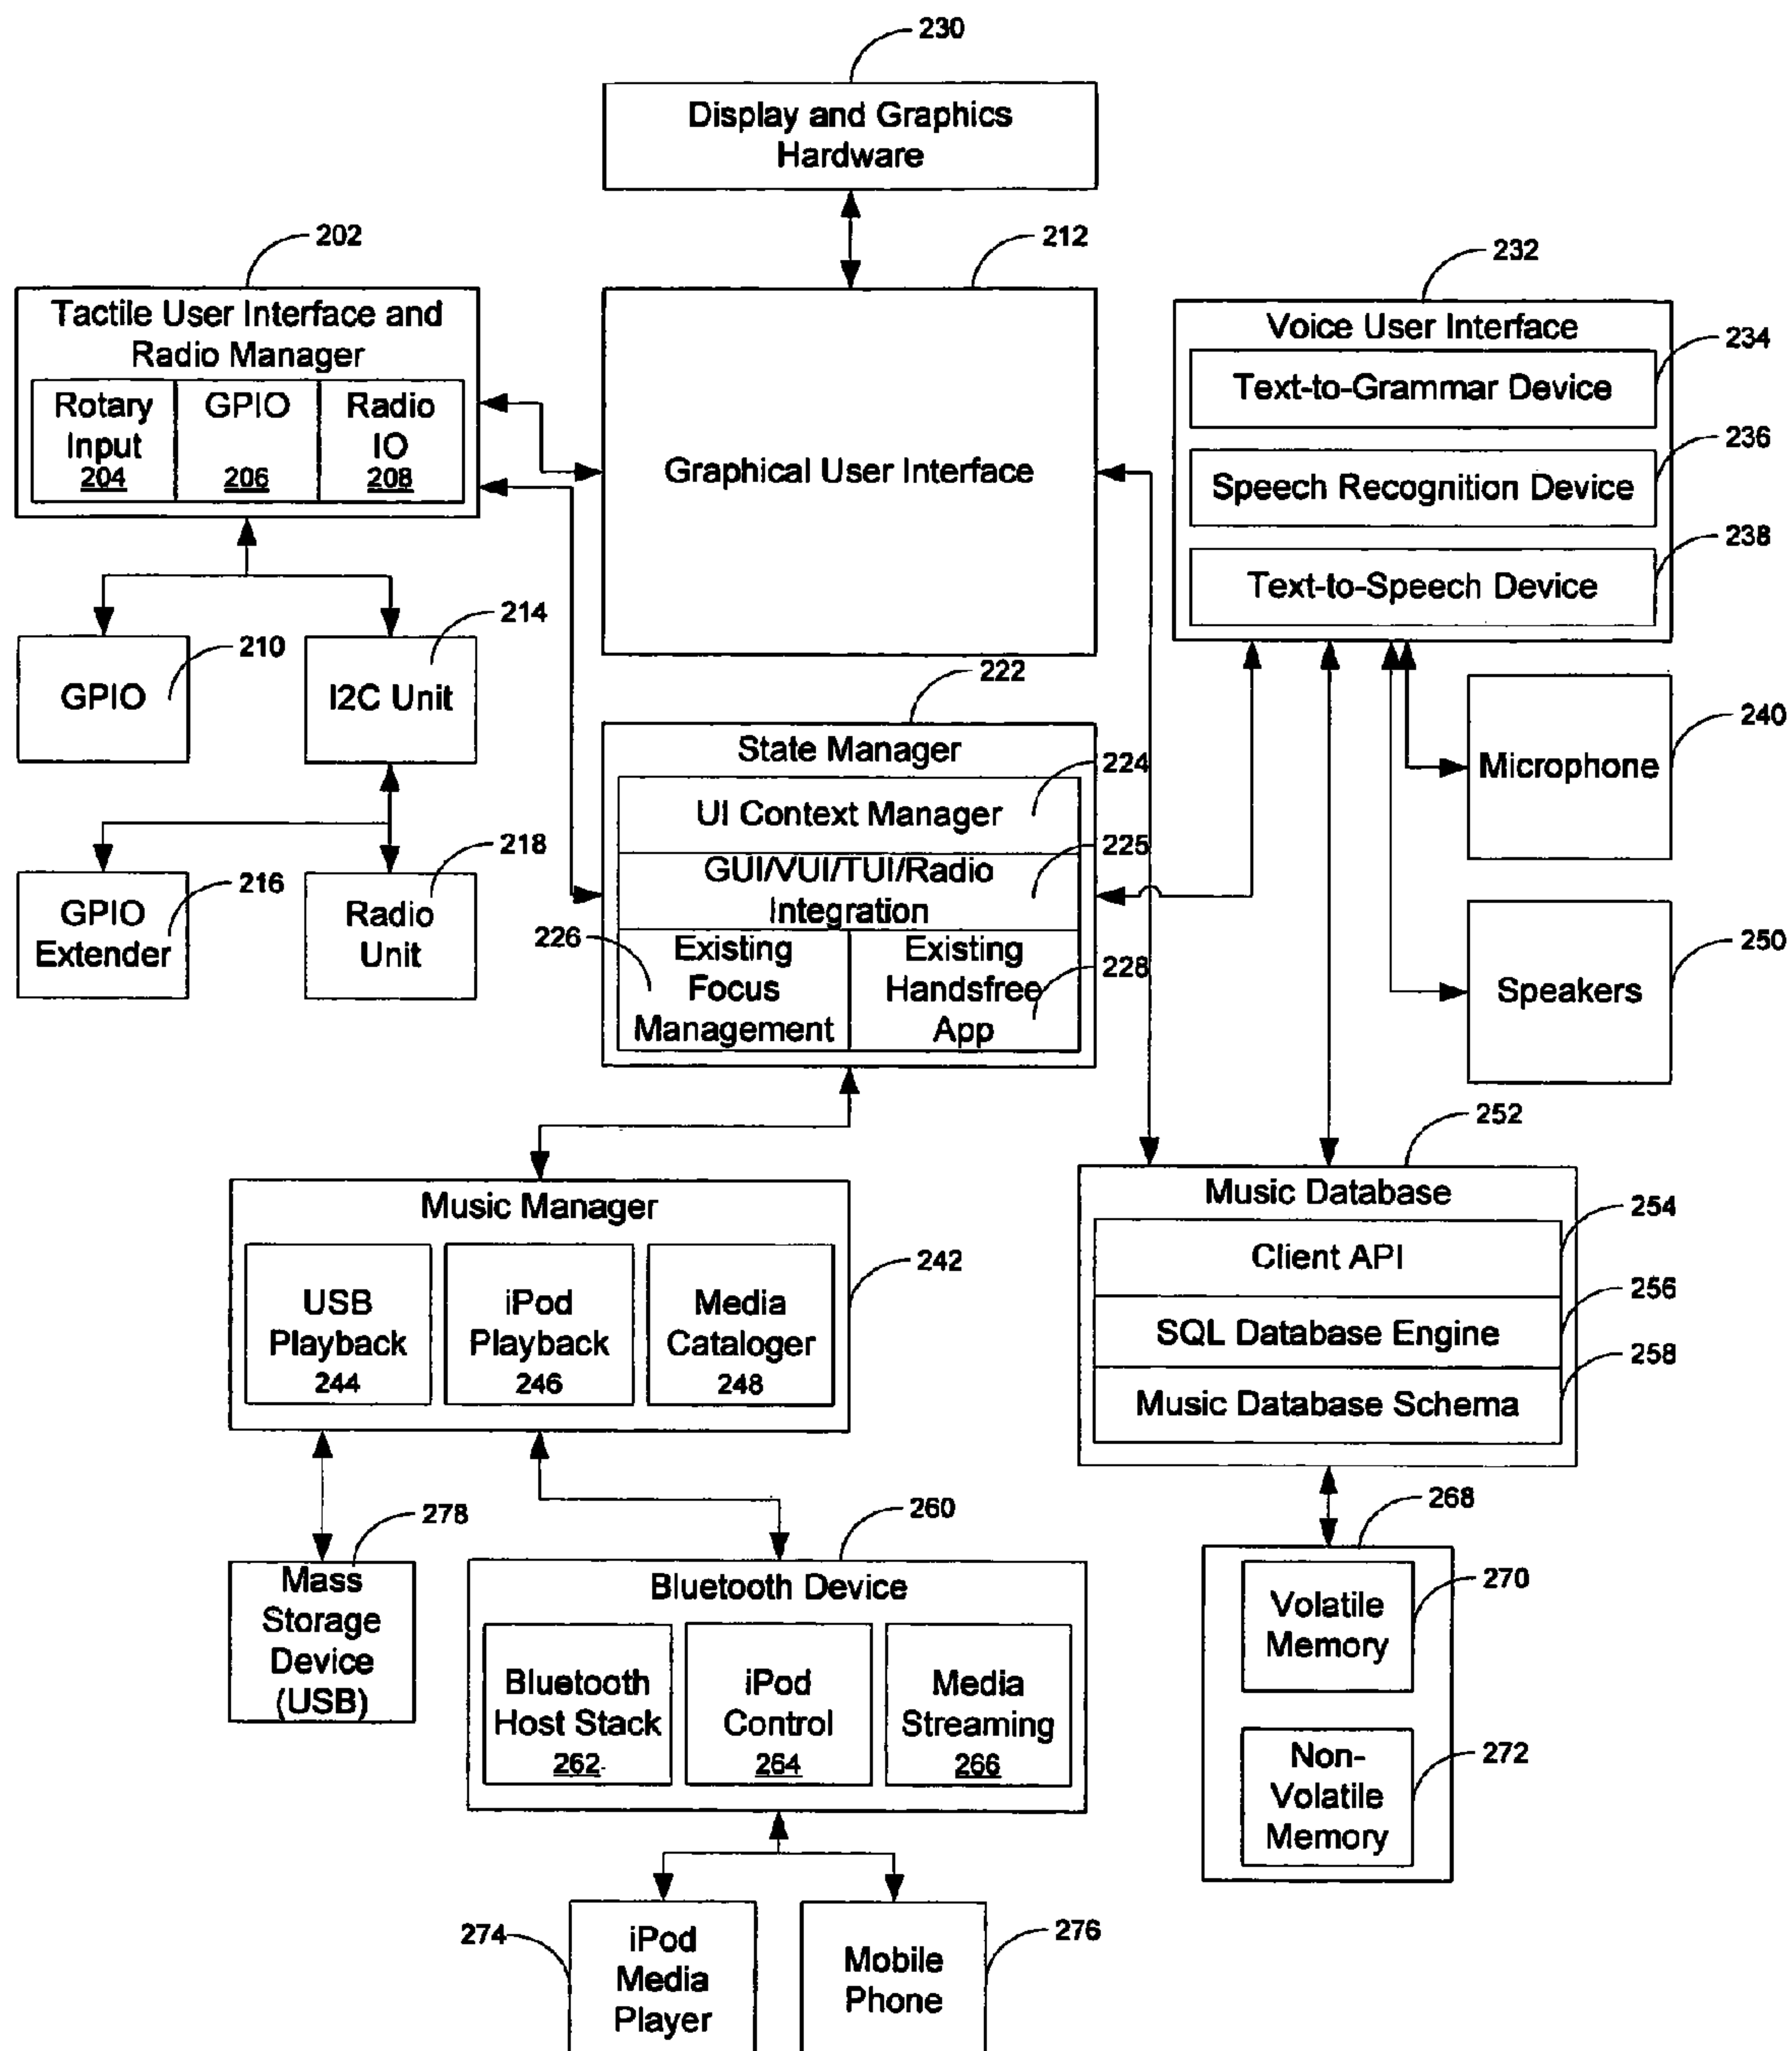 230
Display and Graphics
Hardware
202
Tactile User Interface and
Radio Manager
Rotary
Input
204
GPIO
206
Radio
IO
208
212
Graphical User Interface
232
Voice User Interface
Text-to-Grammar Device
234
Speech Recognition Device
236
Text-to-Speech Device
238
GPIO
210
I2C Unit
214
GPIO
Extender
216
Radio
Unit
218
222
State Manager
UI Context Manager
224
GUI/VUI/TUI/Radio
Integration
225
226
Existing
Focus
Management
Existing
Handsfree
App
228
Microphone
240
Speakers
250
Music Manager
242
USB
Playback
244
iPod
Playback
246
Media
Cataloger
248
252
Music Database
Client API
254
SQL Database Engine
256
Music Database Schema
258
278
Mass
Storage
Device
(USB)
260
Bluetooth Device
Bluetooth
Host Stack
262
iPod
Control
264
Media
Streaming
266
268
Volatile
Memory
270
Non-
Volatile
Memory
272
274
iPod
Media
Player
Mobile
Phone
276